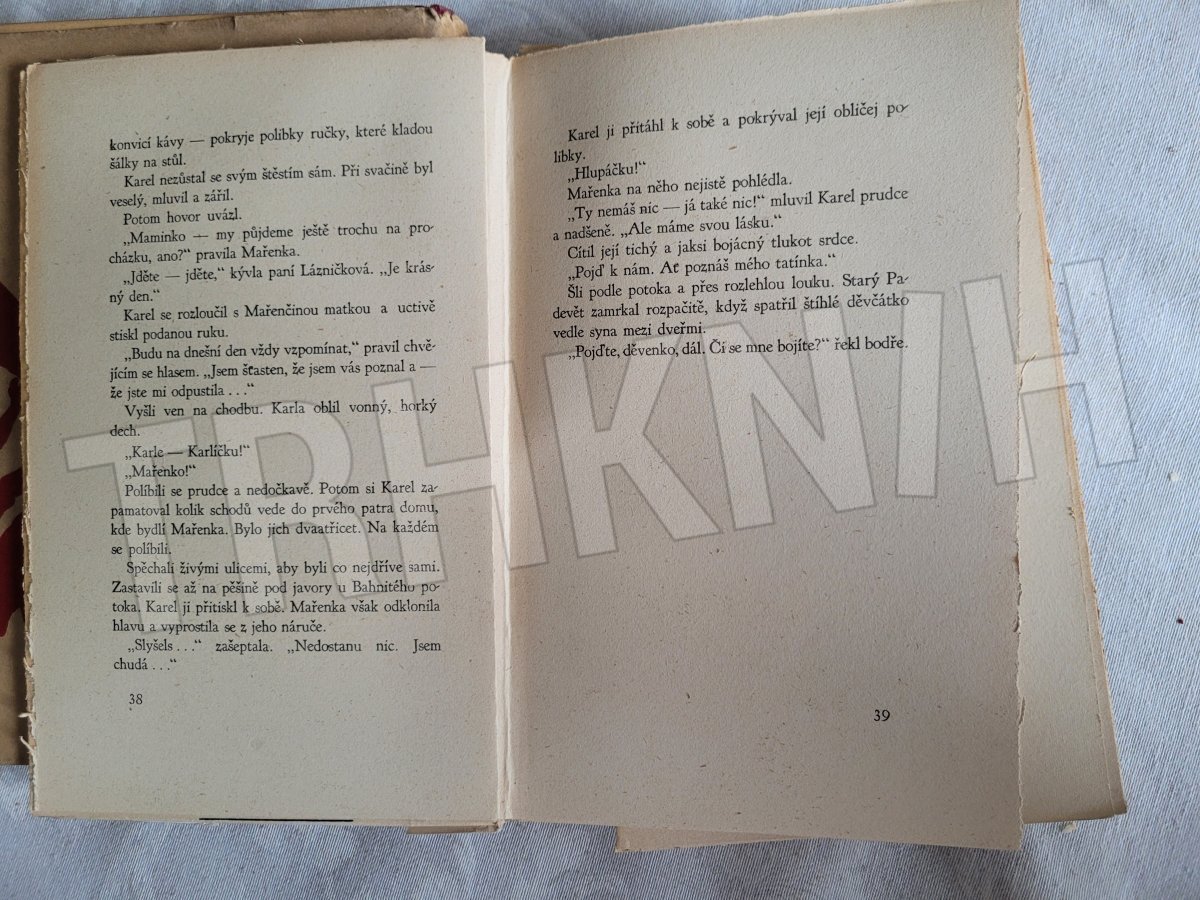 konvicí kávy — pokryje polibky ručky, které kladou
šálky na stůl.
Karel nezůstal se svým štěstím sám. Při svačině byl
veselý, mluvil a zářil.
Potom hovor uvázl.
„Maminko — my půjdeme ještě trochu na pro-
cházku, ano?“ pravila Mařenka.
„Jděte — jděte,“ kývla paní Lázničková. „Je krás-
ný den.“
Karel se rozloučil s Mařenčinou matkou a uctivě
stiskl podanou ruku.
„Budu na dnešní den vždy vzpomínat,“ pravil chvě-
jícím se hlasem. „Jsem šťasten, že jsem vás poznal a —
že jste mi odpustila . . .“
Vyšli ven na chodbu. Karla oblil vonný, horký
dech.
„Karle — Karlíčku!“
„Mařenko!“
Políbili se prudce a nedočkavě. Potom si Karel za-
pamatoval kolik schodů vede do prvého patra domu,
kde bydlí Mařenka. Bylo jich dvaatřicet. Na každém
se políbili.
Spěchali živými ulicemi, aby byli co nejdříve sami.
Zastavili se až na pěšině pod javory u Bahnitého po-
toka. Karel ji přitiskl k sobě. Mařenka však odklonila
hlavu a vyprostila se z jeho náruče.
„Slyšels . . .“ zašeptala. „Nedostanu nic. Jsem
chudá . . .“
38
Karel ji přitáhl k sobě a pokrýval její obličej po-
libky.
„Hlupáčku!“
Mařenka na něho nejistě pohlédla.
„Ty nemáš nic — já také nic!“ mluvil Karel prudce
a nadšeně. „Ale máme svou lásku.“
Cítil její tichý a jaksi bojácný tlukot srdce.
„Pojď k nám. Ať poznáš mého tatínka.“
Šli podle potoka a přes rozlehlou louku. Starý Pa-
devět zamrkal rozpačitě, když spatřil štíhlé děvčátko
vedle syna mezi dveřmi.
„Pojďte, děvenko, dál. Či se mne bojíte?“ řekl bodře.
39
TRHKNIH